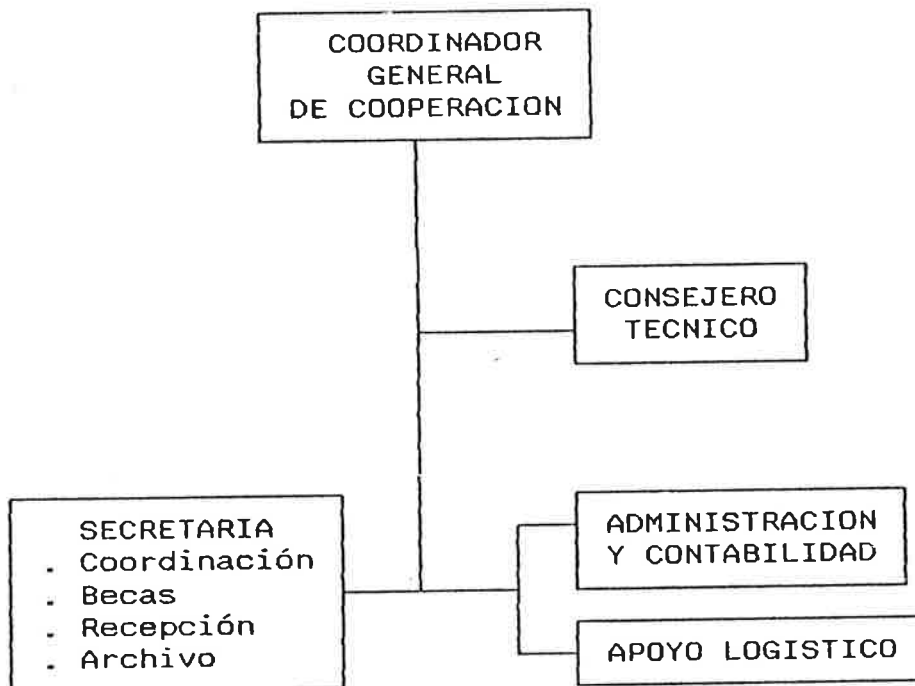 COORDINADOR
GENERAL
DE COOPERACION
CONSEJERO
TECNICO
SECRETARIA
. Coordinación
. Becas
. Recepción
. Archivo
ADMINISTRACION
Y CONTABILIDAD
APOYO LOGISTICO